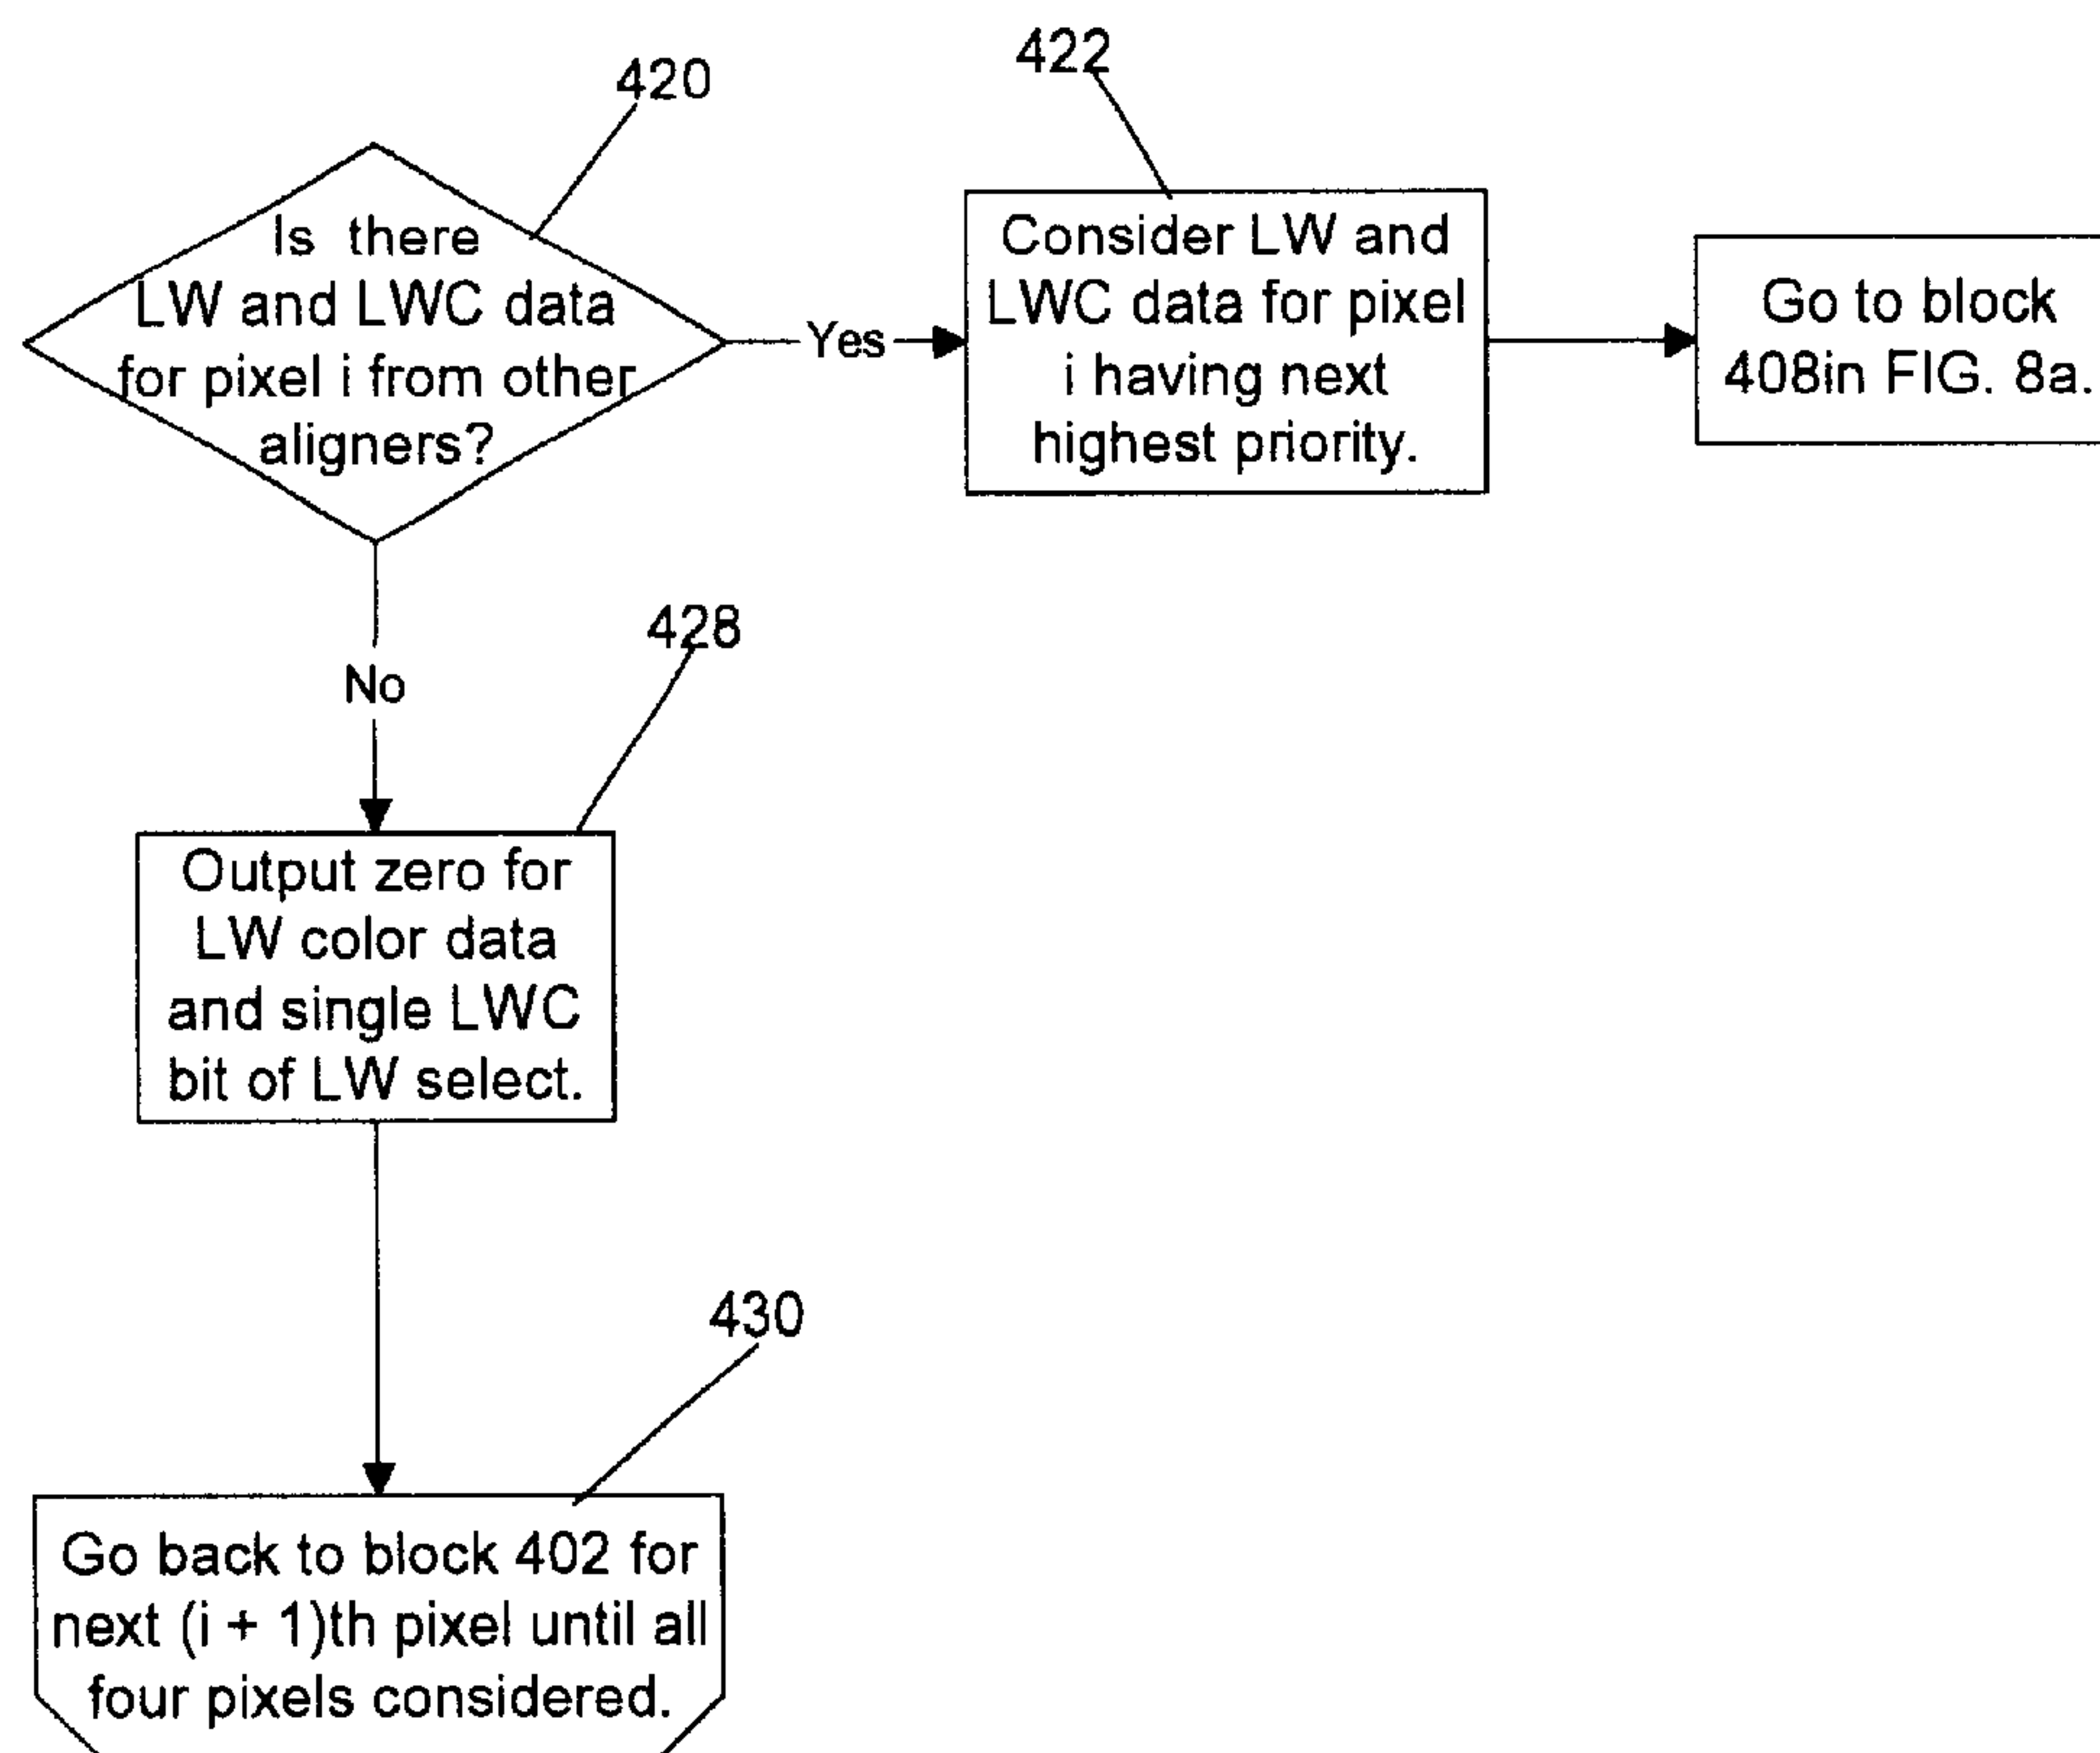 420
Is there
LW and LWC data
for pixel i from other
aligners?
Yes
422
Consider LW and
LWC data for pixel
i having next
highest priority.
Go to block
408in FIG. 8a.
No
428
Output zero for
LW color data
and single LWC
bit of LW select.
430
Go back to block 402 for
next (i + 1)th pixel until all
four pixels considered.